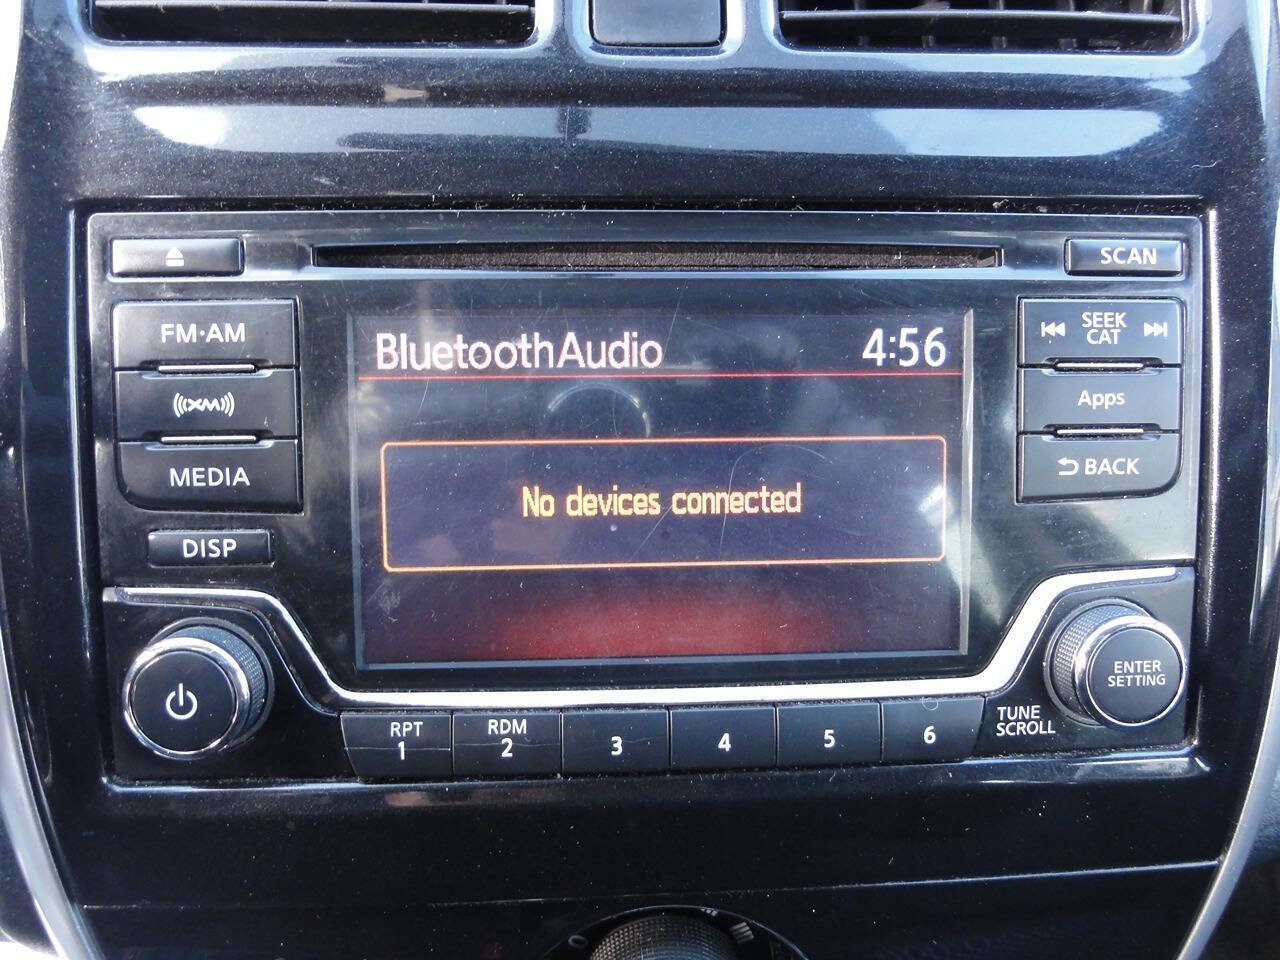 SCAN
FM·AM
XM
MEDIA
DISP
BluetoothAudio 4:56
No devices connected
SEEK
CAT
Apps
BACK
ENTER
SETTING
TUNE
SCROLL
RPT
1
RDM
2
3
4
5
6